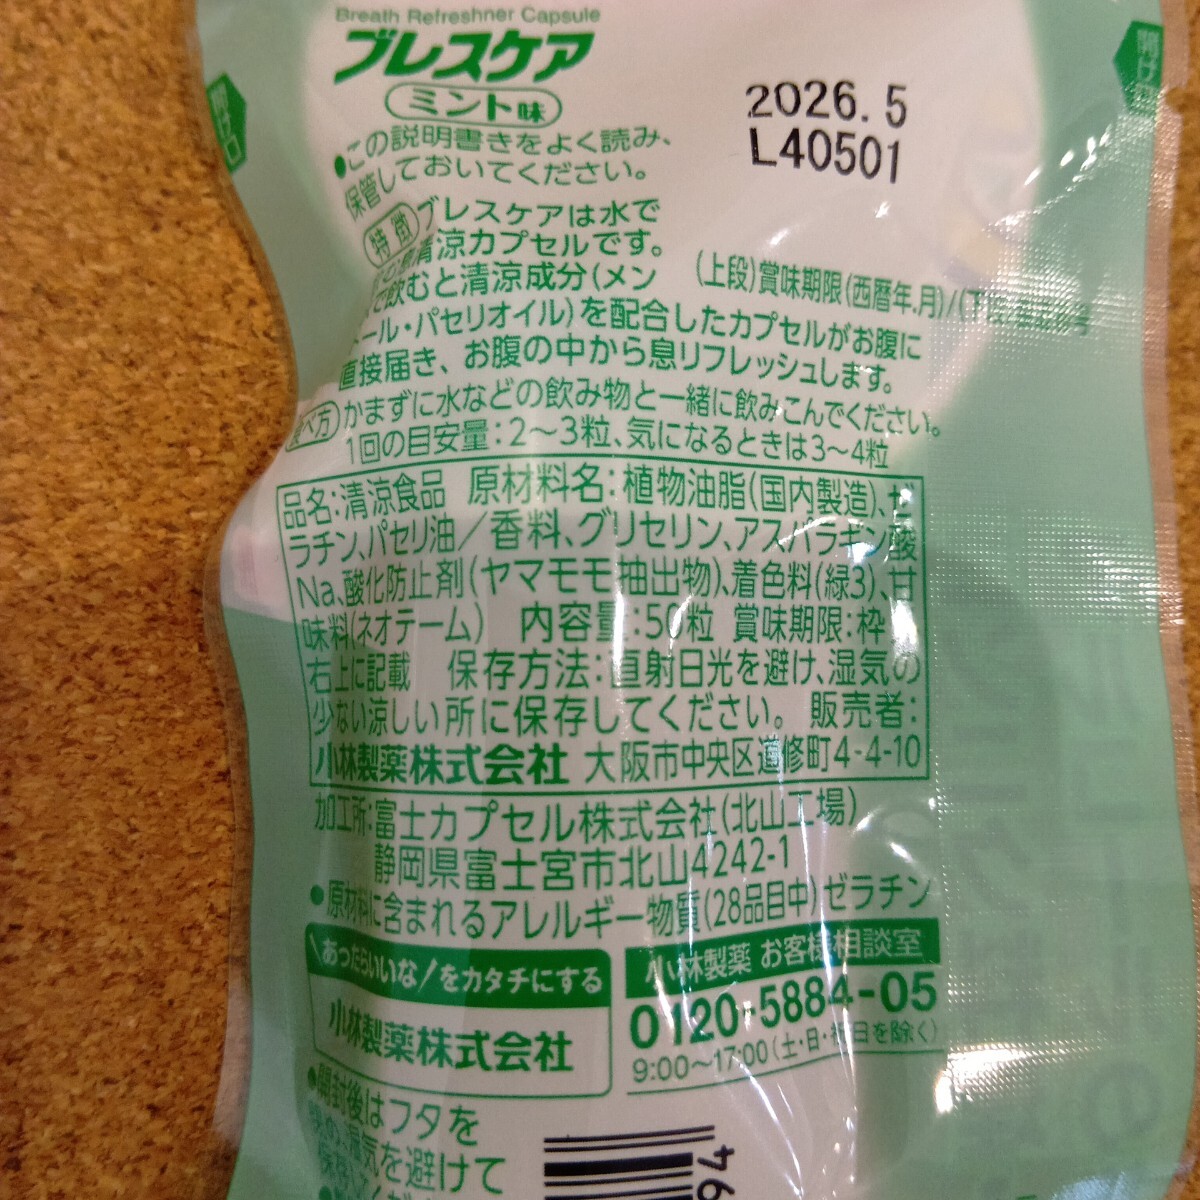 Breath Refreshner Capsule
ブレスケア
ミント味
2026.5
L40501
開け口
●この説明書きをよく読み、
保管しておいてください。
特徴 ブレスケアは水で
清涼カプセルです。
で飲むと清涼成分(メン
トール・パセリオイル)を配合したカプセルがお腹に
直接届き、お腹の中から息リフレッシュします。
(上段)賞味期限(西暦年.月)/(下段)
食べ方 かまずに水などの飲み物と一緒に飲みこんでください。
1回の目安量:2〜3粒、気になるときは3〜4粒
品名:清涼食品 原材料名:植物油脂(国内製造)、ゼ
ラチン、パセリ油/香料、グリセリン、アスパラギン酸
Na、酸化防止剤(ヤマモモ抽出物)、着色料(緑3)、甘
味料(ネオテーム) 内容量:50粒 賞味期限:枠
右上に記載 保存方法:直射日光を避け、湿気の
少ない涼しい所に保存してください。 販売者:
小林製薬株式会社 大阪市中央区道修町4-4-10
加工所:富士カプセル株式会社(北山工場)
静岡県富士宮市北山4242-1
●原材料に含まれるアレルギー物質(28品目中)ゼラチン
\あったらいいな/をカタチにする
小林製薬株式会社
小林製薬 お客様相談室
0120-5884-05
9:00〜17:00(土・日・祝日を除く)
●開封後はフタを
湿気を避けて
94